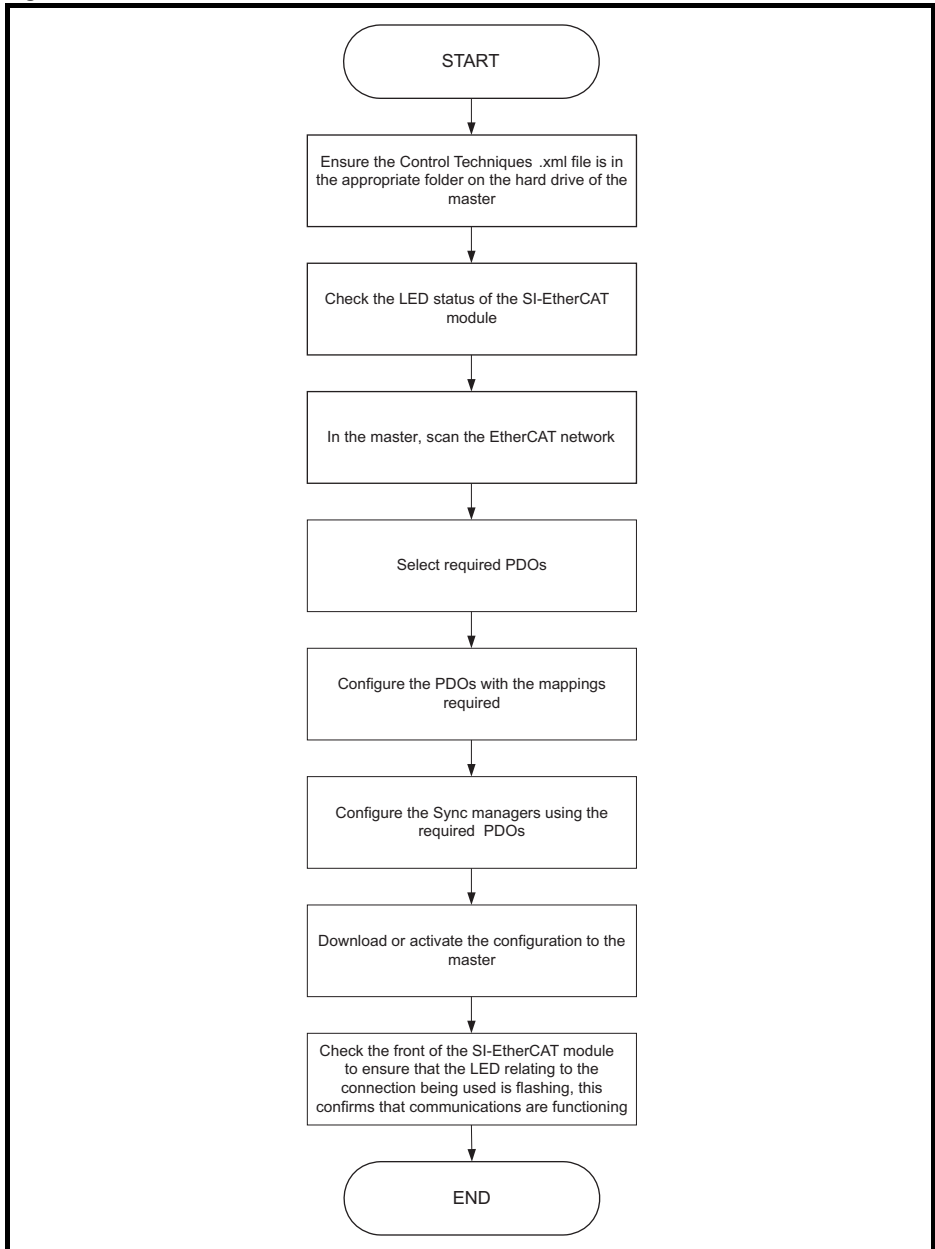 START
Ensure the Control Techniques .xml file is in
the appropriate folder on the hard drive of the
master
Check the LED status of the SI-EtherCAT
module
In the master, scan the EtherCAT network
Select required PDOs
Configure the PDOs with the mappings
required
Configure the Sync managers using the
required PDOs
Download or activate the configuration to the
master
Check the front of the SI-EtherCAT module
to ensure that the LED relating to the
connection being used is flashing, this
confirms that communications are functioning
END